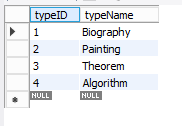 typeID typeName
1 Biography
2 Painting
3 Theorem
4 Algorithm
NULL NULL